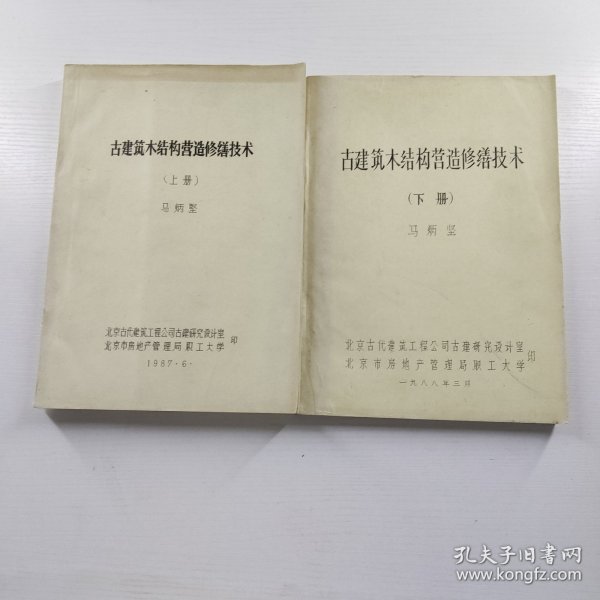 古建筑木结构营造修缮技术
（上册）
马炳坚
北京古代建筑工程公司古建研究设计室
北京市房地产管理局职工大学
印
1987·6·
古建筑木结构营造修缮技术
（下册）
马炳坚
北京古代建筑工程公司古建研究设计室
北京市房地产管理局职工大学
印
一九八八年三月
孔夫子旧书网
www.kongfz.com